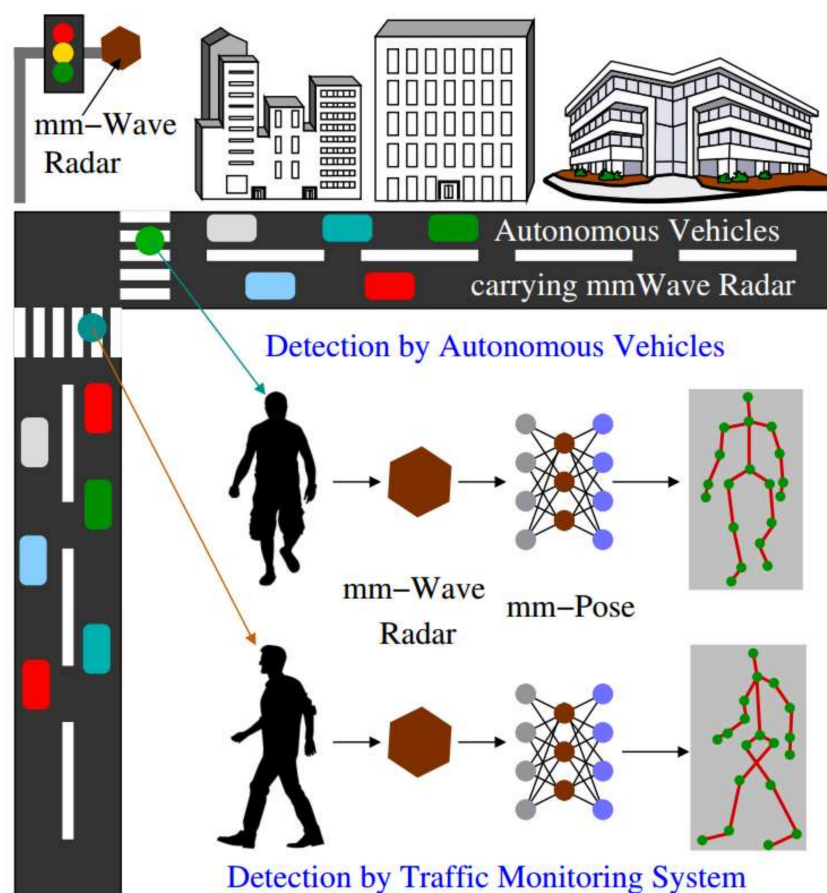 mm−Wave
Radar
Autonomous Vehicles
carrying mmWave Radar
Detection by Autonomous Vehicles
mm−Wave
Radar
mm−Pose
Detection by Traffic Monitoring System